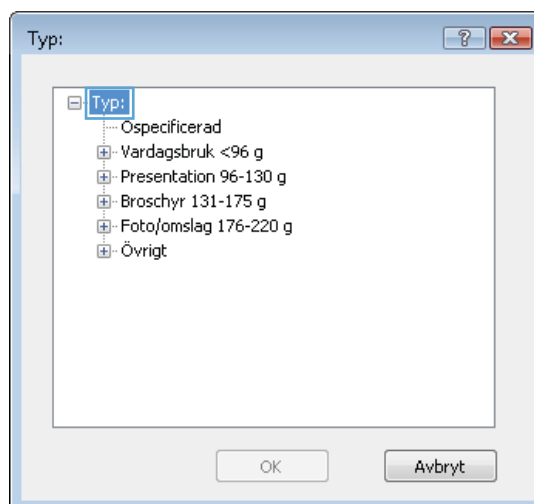 Typ:
Typ:
Ospecificerad
Vardagsbruk <96 g
Presentation 96-130 g
Broschyr 131-175 g
Foto/omslag 176-220 g
Övrigt
OK
Avbryt